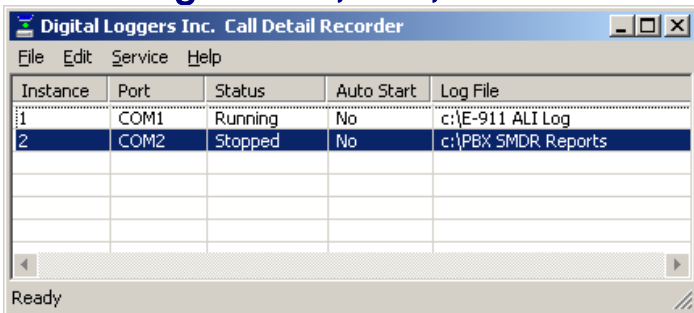 Digital Loggers Inc. Call Detail Recorder
File Edit Service Help
Instance Port Status Auto Start Log File
1 COM1 Running No c:\E-911 ALI Log
2 COM2 Stopped No c:\PBX SMDR Reports
Ready